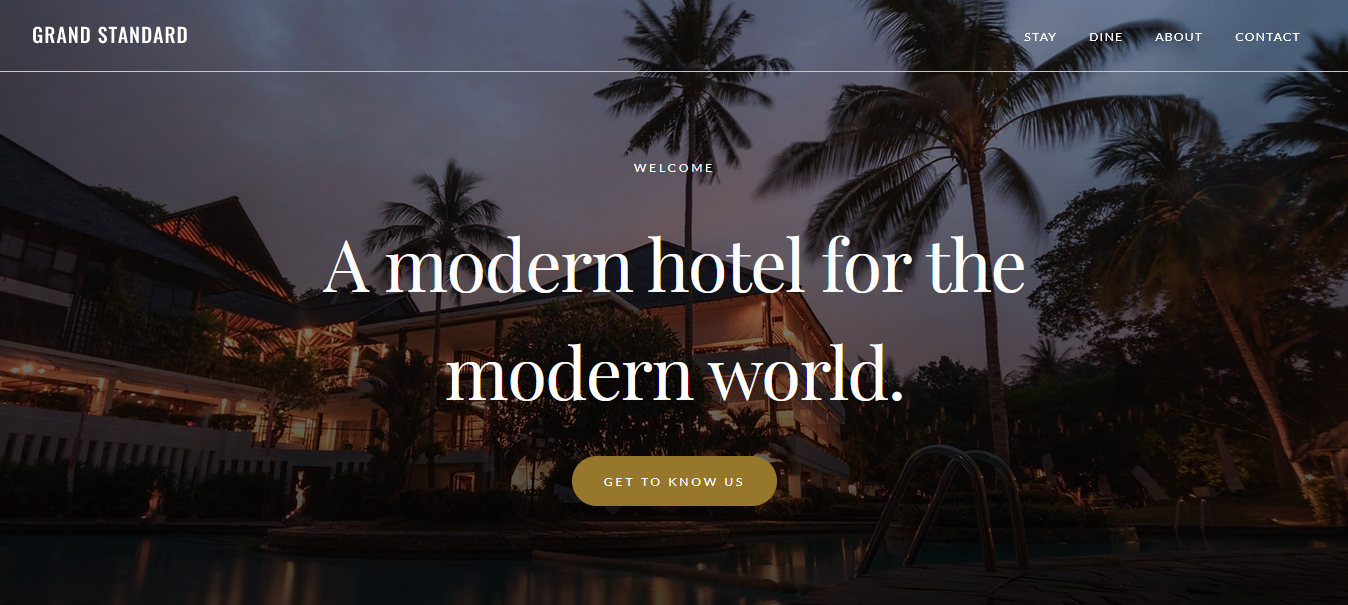 GRAND STANDARD
STAY DINE ABOUT CONTACT
WELCOME
A modern hotel for the
modern world.
GET TO KNOW US